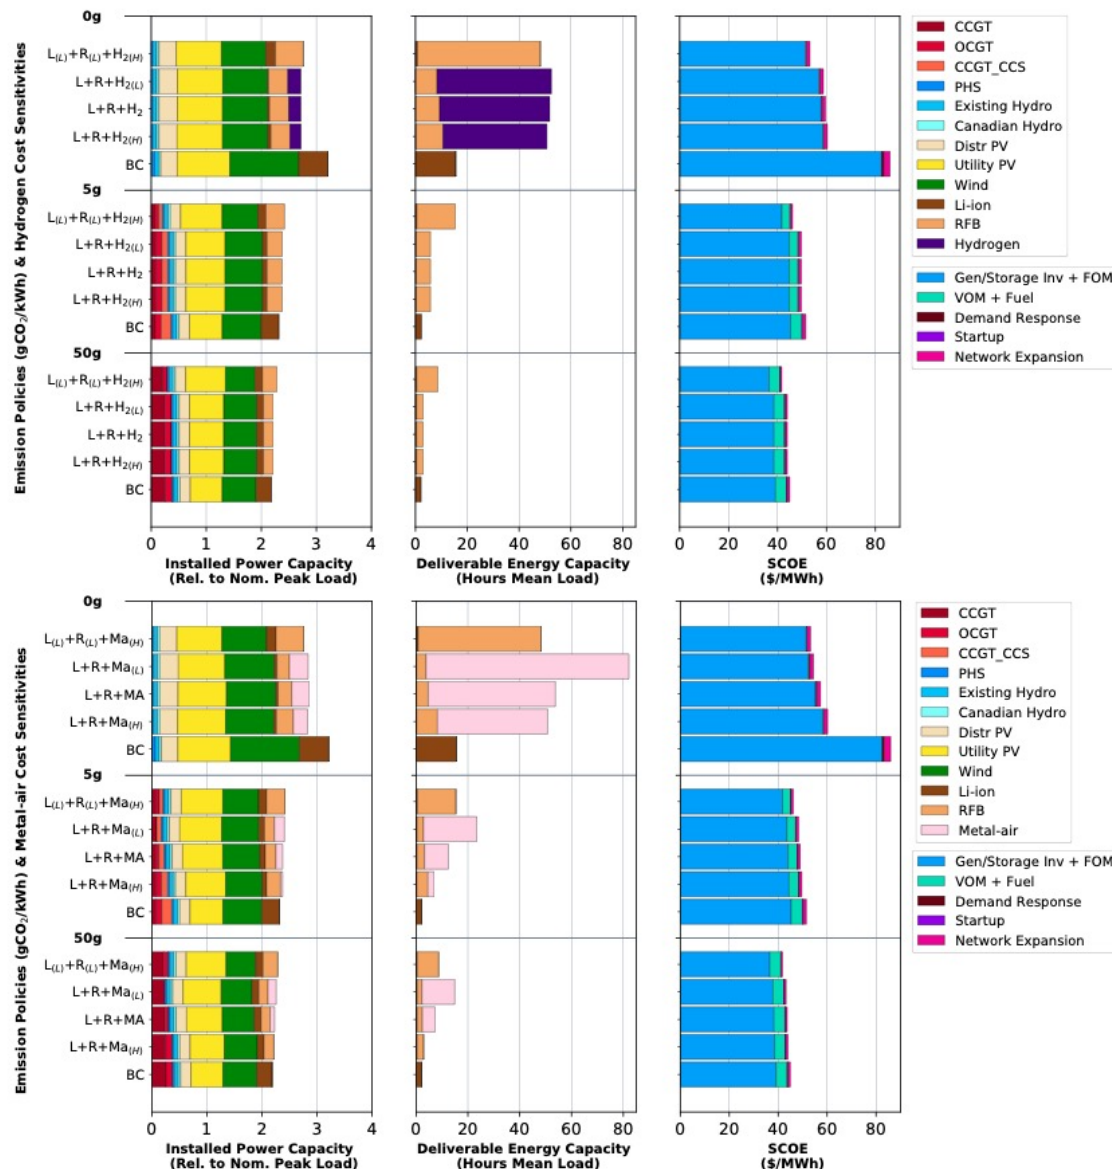 Emission Policies (gCO2/kWh) & Hydrogen Cost Sensitivities
0g
L(L)+R(L)+H2(H)
L+R+H2(L)
L+R+H2
L+R+H2(H)
BC
5g
L(L)+R(L)+H2(H)
L+R+H2(L)
L+R+H2
L+R+H2(H)
BC
50g
L(L)+R(L)+H2(H)
L+R+H2(L)
L+R+H2
L+R+H2(H)
BC
0 1 2 3 4
Installed Power Capacity
(Rel. to Nom. Peak Load)
0 20 40 60 80
Deliverable Energy Capacity
(Hours Mean Load)
0 20 40 60 80
SCOE
($/MWh)
CCGT
OCGT
CCGT_CCS
PHS
Existing Hydro
Canadian Hydro
Distr PV
Utility PV
Wind
Li-ion
RFB
Hydrogen
Gen/Storage Inv + FOM
VOM + Fuel
Demand Response
Startup
Network Expansion
Emission Policies (gCO2/kWh) & Metal-air Cost Sensitivities
0g
L(L)+R(L)+Ma(H)
L+R+Ma(L)
L+R+MA
L+R+Ma(H)
BC
5g
L(L)+R(L)+Ma(H)
L+R+Ma(L)
L+R+MA
L+R+Ma(H)
BC
50g
L(L)+R(L)+Ma(H)
L+R+Ma(L)
L+R+MA
L+R+Ma(H)
BC
0 1 2 3 4
Installed Power Capacity
(Rel. to Nom. Peak Load)
0 20 40 60 80
Deliverable Energy Capacity
(Hours Mean Load)
0 20 40 60 80
SCOE
($/MWh)
CCGT
OCGT
CCGT_CCS
PHS
Existing Hydro
Canadian Hydro
Distr PV
Utility PV
Wind
Li-ion
RFB
Metal-air
Gen/Storage Inv + FOM
VOM + Fuel
Demand Response
Startup
Network Expansion